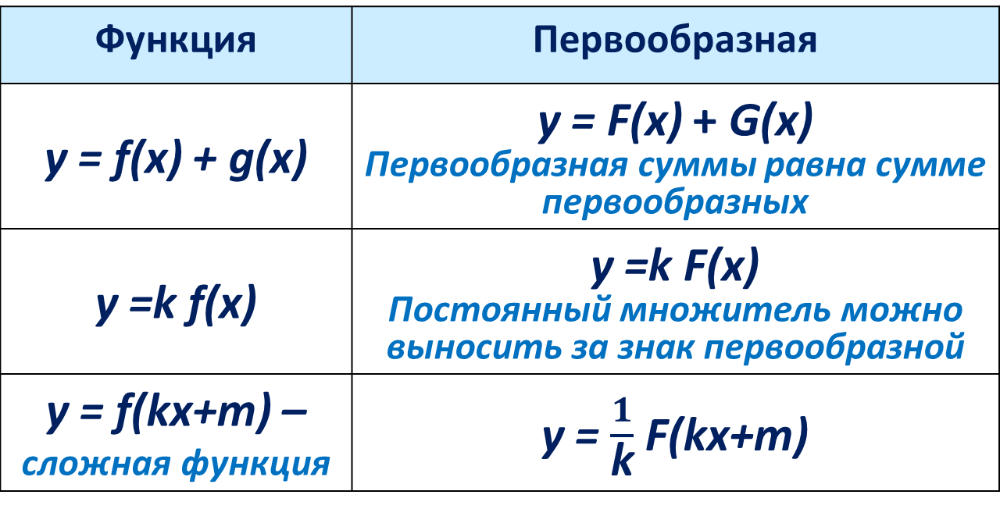 Функция
Первообразная
y = f(x) + g(x)
y = F(x) + G(x)
Первообразная суммы равна сумме
первообразных
y =k f(x)
y =k F(x)
Постоянный множитель можно
выносить за знак первообразной
y = f(kx+m) –
сложная функция
y = 1/k F(kx+m)